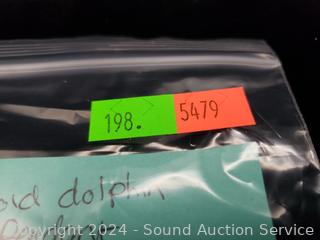 198. 5479
dolphin
Copyright 2024 - Sound Auction Service